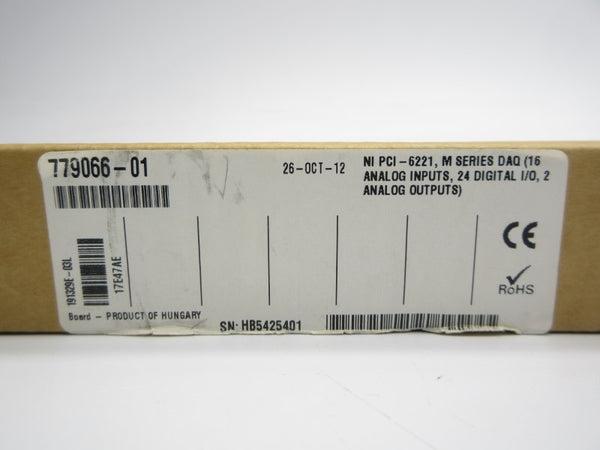 779066-01
26-OCT-12
NI PCI-6221, M SERIES DAQ (16
ANALOG INPUTS, 24 DIGITAL I/O, 2
ANALOG OUTPUTS)
191329E-03L
17E47AE
CE
RoHS
Board - PRODUCT OF HUNGARY
SN: HB5425401